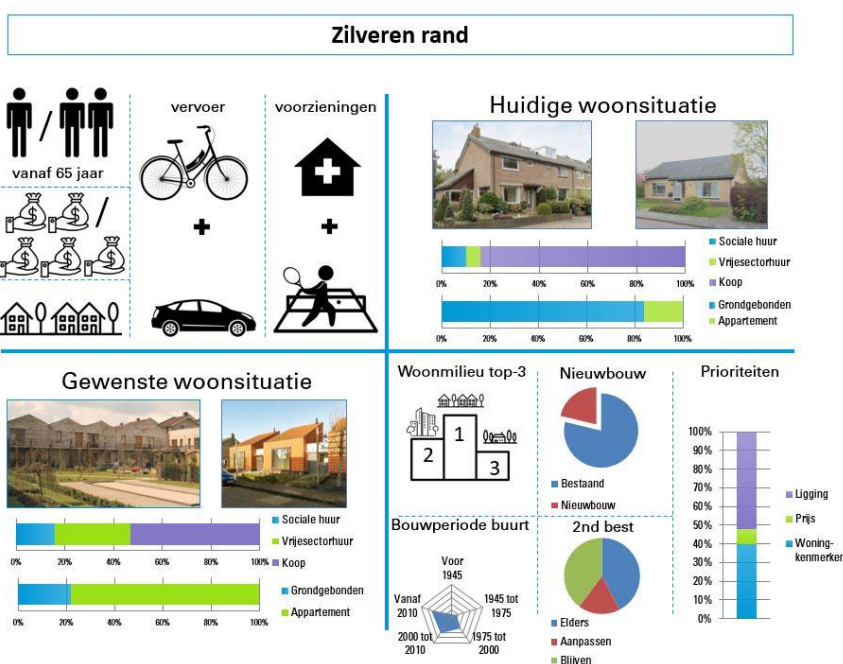 Zilveren rand
vanaf 65 jaar
vervoer
+
voorzieningen
+
$ $ /
$ $ $
Huidige woonsituatie
Sociale huur
Vrijesectorhuur
Koop
0% 20% 40% 60% 80% 100%
Grondgebonden
Appartement
0% 20% 40% 60% 80% 100%
Gewenste woonsituatie
Sociale huur
Vrijesectorhuur
Koop
0% 20% 40% 60% 80% 100%
Grondgebonden
Appartement
0% 20% 40% 60% 80% 100%
Woonmilieu top-3
1
2
3
Nieuwbouw
Bestaand
Nieuwbouw
Bouwperiode buurt
Voor
1945
1945 tot
1975
1975 tot
2000
2000 tot
2010
Vanaf
2010
2nd best
Elders
Aanpassen
Blijven
Prioriteiten
100%
90%
80%
70%
60%
50%
40%
30%
20%
10%
0%
Ligging
Prijs
Woning-
kenmerken